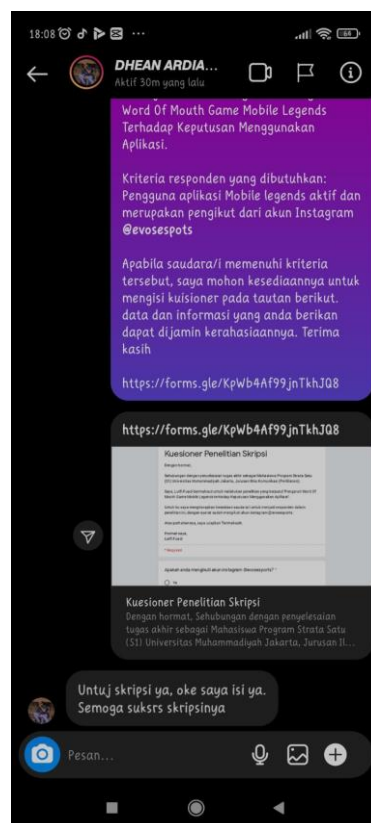 18:08
64
DHEAN ARDIA...
Aktif 30m yang lalu
Word Of Mouth Game Mobile Legends
Terhadap Keputusan Menggunakan
Aplikasi.
Kriteria responden yang dibutuhkan:
Pengguna aplikasi Mobile legends aktif dan
merupakan pengikut dari akun Instagram
@evosespots
Apabila saudara/i memenuhi kriteria
tersebut, saya mohon kesediaannya untuk
mengisi kuisioner pada tautan berikut.
data dan informasi yang anda berikan
dapat dijamin kerahasiaannya. Terima
kasih
https://forms.gle/KpWb4Af99jnTkhJQ8
https://forms.gle/KpWb4Af99jnTkhJQ8
Kuesioner Penelitian Skripsi
Dengan hormat,
Kuesioner Penelitian Skripsi
Dengan hormat, Sehubungan dengan penyelesaian
tugas akhir sebagai Mahasiswa Program Strata Satu
(S1) Universitas Muhammadiyah Jakarta, Jurusan Il...
Untuj skripsi ya, oke saya isi ya.
Semoga suksrs skripsinya
Pesan...